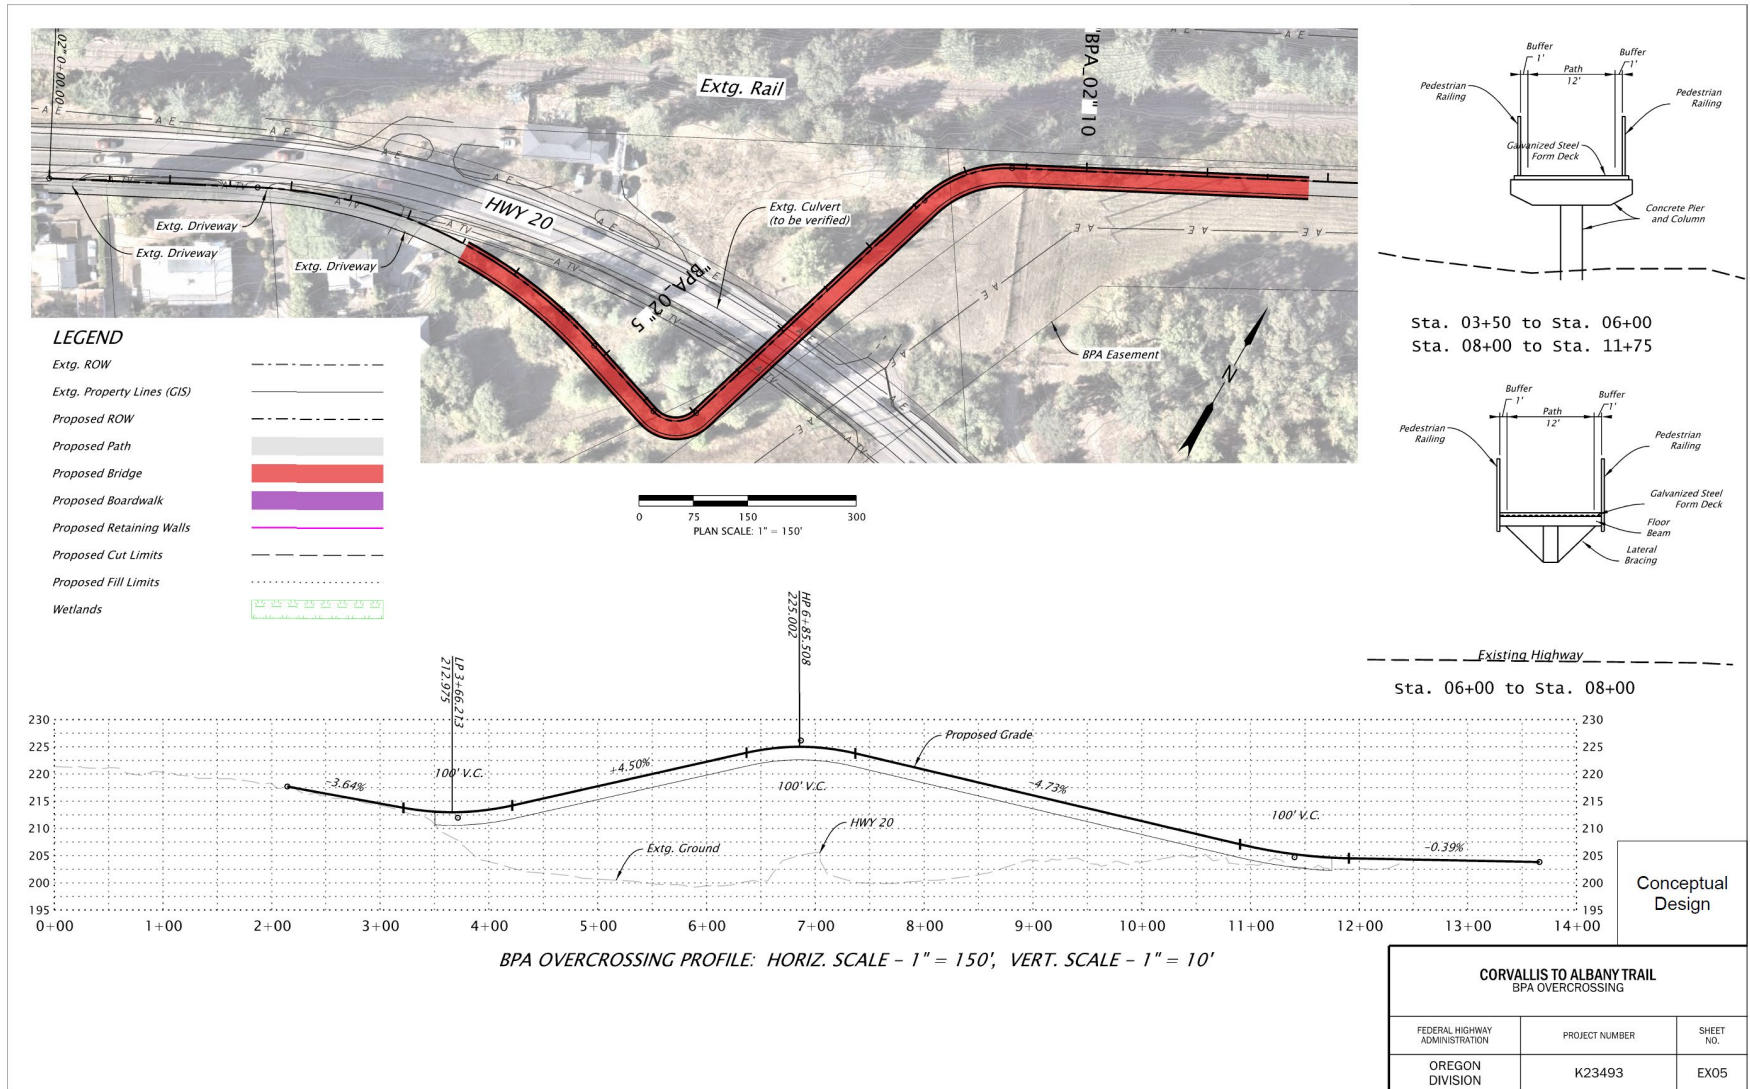 "BPA_02" 10
Extg. Rail
A E
HWY 20
Extg. Culvert
(to be verified)
Extg. Driveway
Extg. Driveway
Extg. Driveway
"BPA_02" 5
BPA Easement
N
LEGEND
Extg. ROW
Extg. Property Lines (GIS)
Proposed ROW
Proposed Path
Proposed Bridge
Proposed Boardwalk
Proposed Retaining Walls
Proposed Cut Limits
Proposed Fill Limits
Wetlands
0 75 150 300
PLAN SCALE: 1" = 150'
Buffer
1'
Path
12'
Buffer
1'
Pedestrian
Railing
Pedestrian
Railing
Galvanized Steel
Form Deck
Concrete Pier
and Column
Sta. 03+50 to Sta. 06+00
Sta. 08+00 to Sta. 11+75
Buffer
1'
Path
12'
Buffer
1'
Pedestrian
Railing
Pedestrian
Railing
Galvanized Steel
Form Deck
Floor
Beam
Lateral
Bracing
Existing Highway
Sta. 06+00 to Sta. 08+00
LP 3+66.213
212.975
HP 6+85.508
225.002
230
225
220
215
210
205
200
195
-3.64%
100' V.C.
+4.50%
100' V.C.
Proposed Grade
-4.73%
100' V.C.
-0.39%
HWY 20
Extg. Ground
230
225
220
215
210
205
200
195
0+00 1+00 2+00 3+00 4+00 5+00 6+00 7+00 8+00 9+00 10+00 11+00 12+00 13+00 14+00
BPA OVERCROSSING PROFILE: HORIZ. SCALE - 1" = 150', VERT. SCALE - 1" = 10'
Conceptual
Design
CORVALLIS TO ALBANY TRAIL
BPA OVERCROSSING
FEDERAL HIGHWAY
ADMINISTRATION
PROJECT NUMBER
SHEET
NO.
OREGON
DIVISION
K23493
EX05